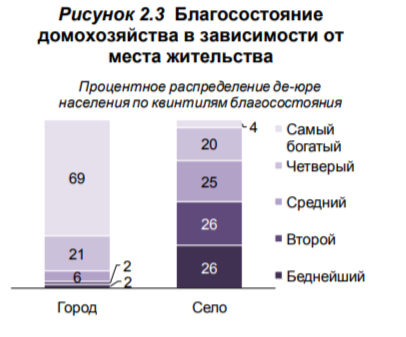 Рисунок 2.3 Благосостояние
домохозяйства в зависимости от
места жительства
Процентное распределение де-юре
населения по квинтилям благосостояния
69
21
6
2
2
Город
4
20
25
26
26
Село
Самый
богатый
Четверый
Средний
Второй
Беднейший